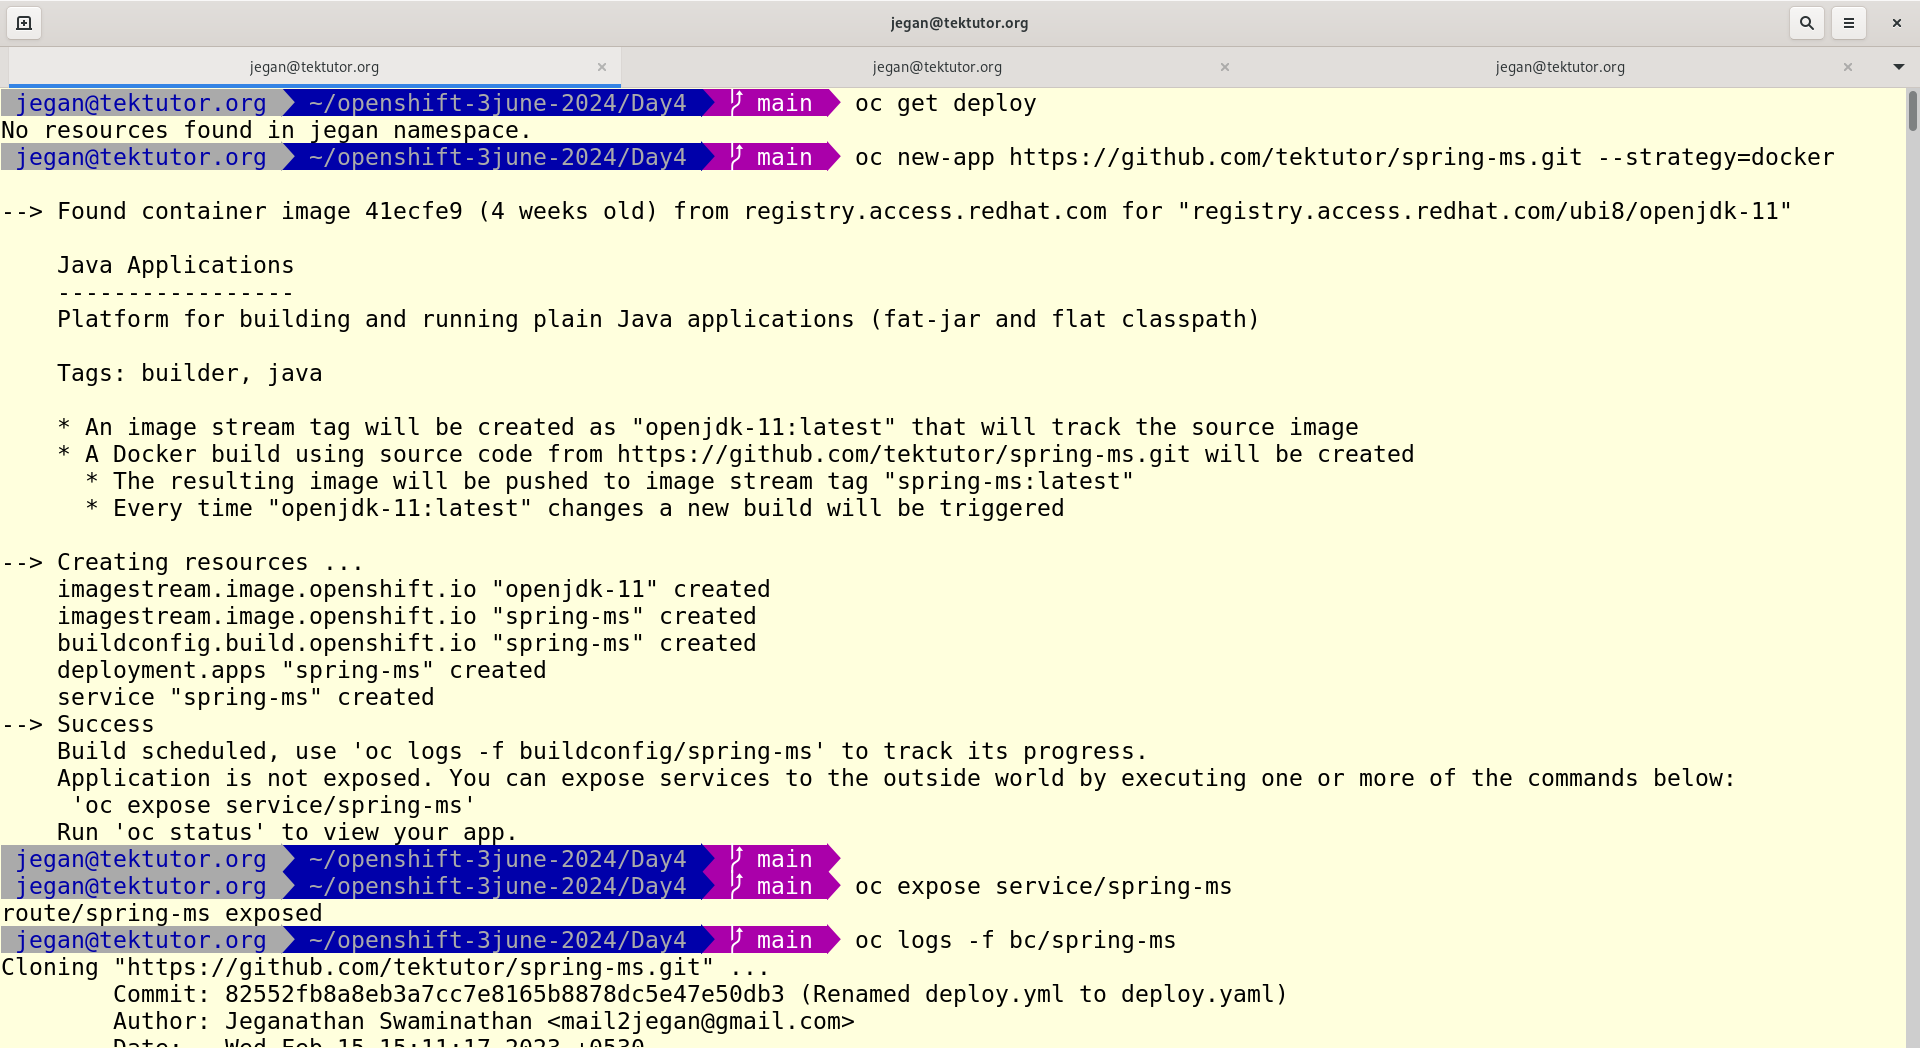 jegan@tektutor.org
jegan@tektutor.org
jegan@tektutor.org
jegan@tektutor.org
jegan@tektutor.org ~/openshift-3june-2024/Day4 main oc get deploy
No resources found in jegan namespace.
jegan@tektutor.org ~/openshift-3june-2024/Day4 main oc new-app https://github.com/tektutor/spring-ms.git --strategy=docker
--> Found container image 41ecfe9 (4 weeks old) from registry.access.redhat.com for "registry.access.redhat.com/ubi8/openjdk-11"
Java Applications
-----------------
Platform for building and running plain Java applications (fat-jar and flat classpath)
Tags: builder, java
* An image stream tag will be created as "openjdk-11:latest" that will track the source image
* A Docker build using source code from https://github.com/tektutor/spring-ms.git will be created
* The resulting image will be pushed to image stream tag "spring-ms:latest"
* Every time "openjdk-11:latest" changes a new build will be triggered
--> Creating resources ...
imagestream.image.openshift.io "openjdk-11" created
imagestream.image.openshift.io "spring-ms" created
buildconfig.build.openshift.io "spring-ms" created
deployment.apps "spring-ms" created
service "spring-ms" created
--> Success
Build scheduled, use 'oc logs -f buildconfig/spring-ms' to track its progress.
Application is not exposed. You can expose services to the outside world by executing one or more of the commands below:
'oc expose service/spring-ms'
Run 'oc status' to view your app.
jegan@tektutor.org ~/openshift-3june-2024/Day4 main
jegan@tektutor.org ~/openshift-3june-2024/Day4 main oc expose service/spring-ms
route/spring-ms exposed
jegan@tektutor.org ~/openshift-3june-2024/Day4 main oc logs -f bc/spring-ms
Cloning "https://github.com/tektutor/spring-ms.git" ...
Commit: 82552fb8a8eb3a7cc7e8165b8878dc5e47e50db3 (Renamed deploy.yml to deploy.yaml)
Author: Jeganathan Swaminathan <mail2jegan@gmail.com>
Date: Wed Feb 15 15:11:17 2023 +0530